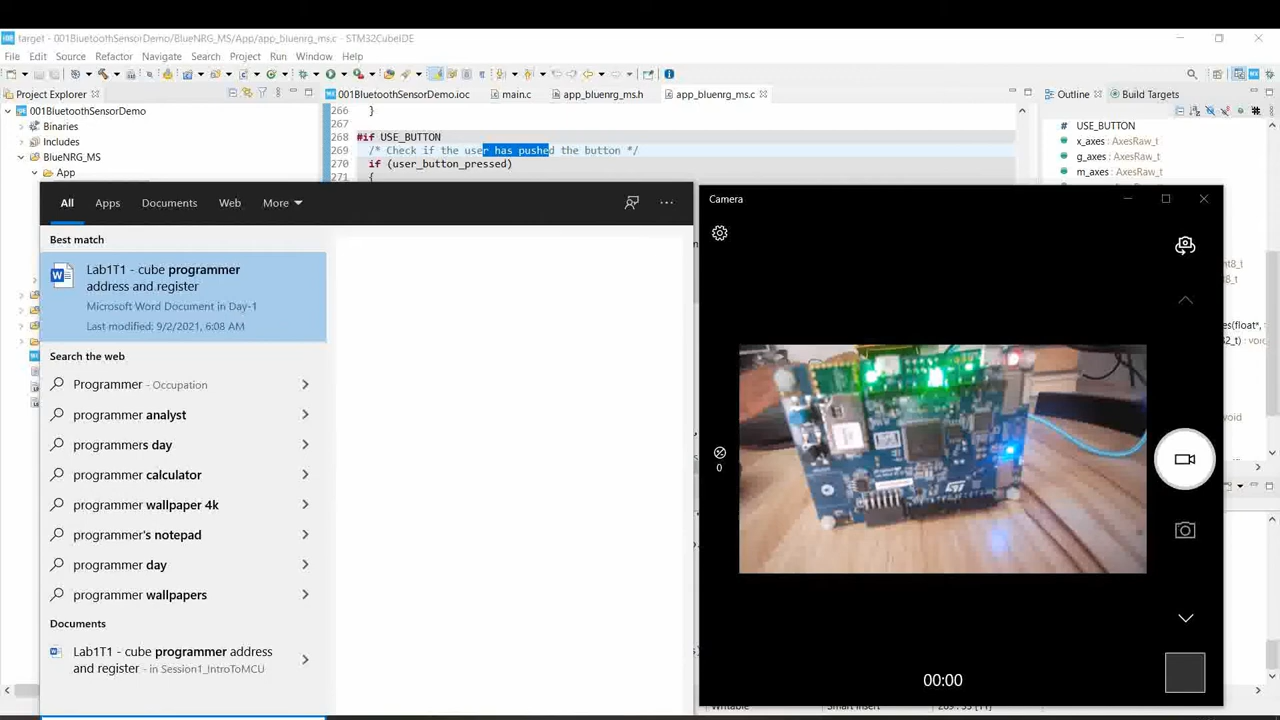 target - 001BluetoothSensorDemo/BlueNRG_MS/App/app_bluenrg_ms.c - STM32CubeIDE
File Edit Source Refactor Navigate Search Project Run Window Help
Project Explorer
001BluetoothSensorDemo
Binaries
Includes
BlueNRG_MS
App
001BluetoothSensorDemo.ioc
main.c
app_bluenrg_ms.h
app_bluenrg_ms.c
266 }
267
268 #if USE_BUTTON
269 /* Check if the user has pushed the button */
270 if (user_button_pressed)
271 {
Outline
Build Targets
USE_BUTTON
x_axes : AxesRaw_t
g_axes : AxesRaw_t
m_axes : AxesRaw_t
All Apps Documents Web More
Best match
Lab1T1 - cube programmer
address and register
Microsoft Word Document in Day-1
Last modified: 9/2/2021, 6:08 AM
Search the web
Programmer - Occupation
programmer analyst
programmers day
programmer calculator
programmer wallpaper 4k
programmer's notepad
programmer day
programmer wallpapers
Documents
Lab1T1 - cube programmer address
and register - in Session1_IntroToMCU
Camera
0
00:00